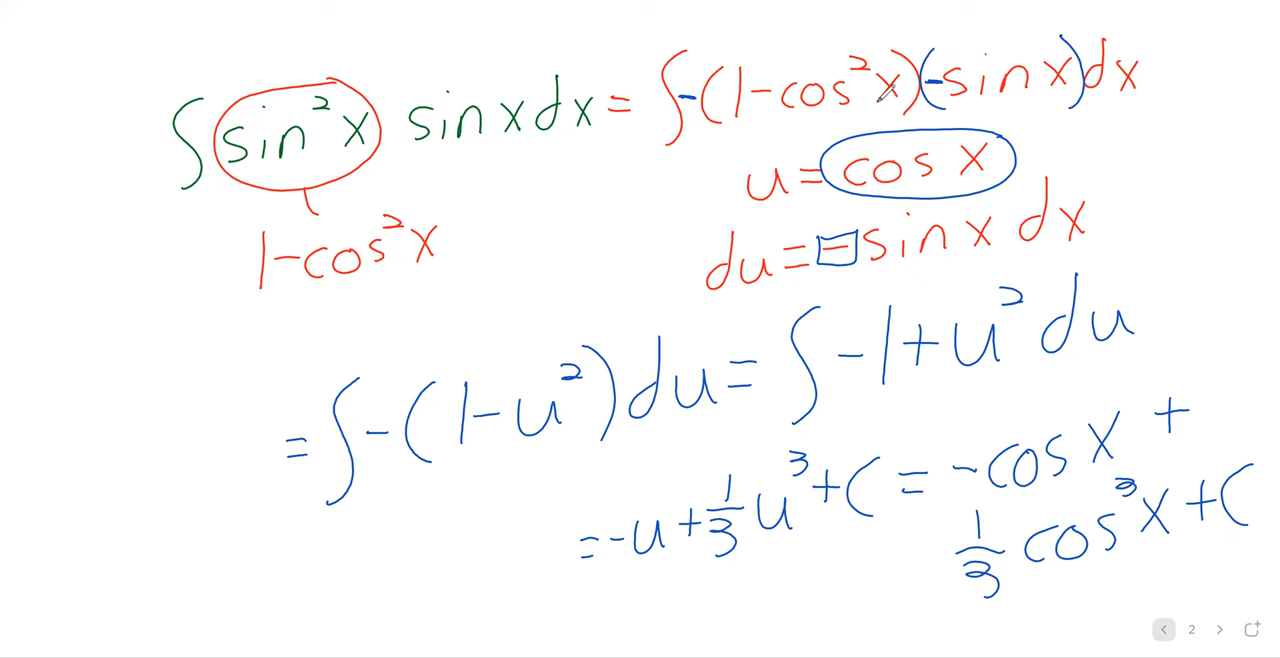 ∫ sin²x sinx dx = ∫ -(1-cos²x)(-sin x)dx
u = cos x
1-cos²x
du = -sin x dx
= ∫ -(1-u²) du = ∫ -1+u² du
= -u + 1/3 u³ + C = -cos x +
1/3 cos³x + C
2